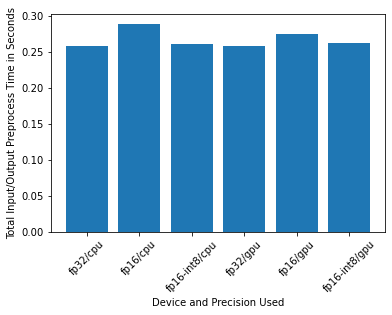 Total Input/Output Preprocess Time in Seconds
0.30
0.25
0.20
0.15
0.10
0.05
0.00
fp32/cpu
fp16/cpu
fp16-int8/cpu
fp32/gpu
fp16/gpu
fp16-int8/gpu
Device and Precision Used